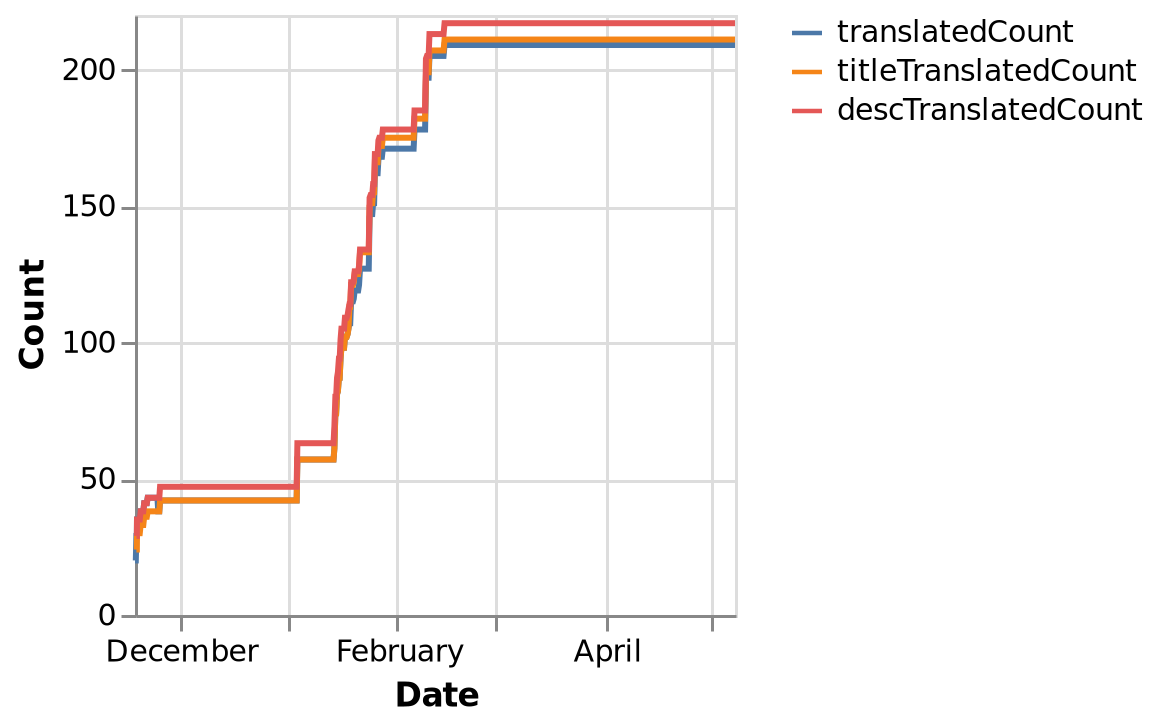 translatedCount
titleTranslatedCount
descTranslatedCount
200
150
100
50
0
Count
December February April
Date